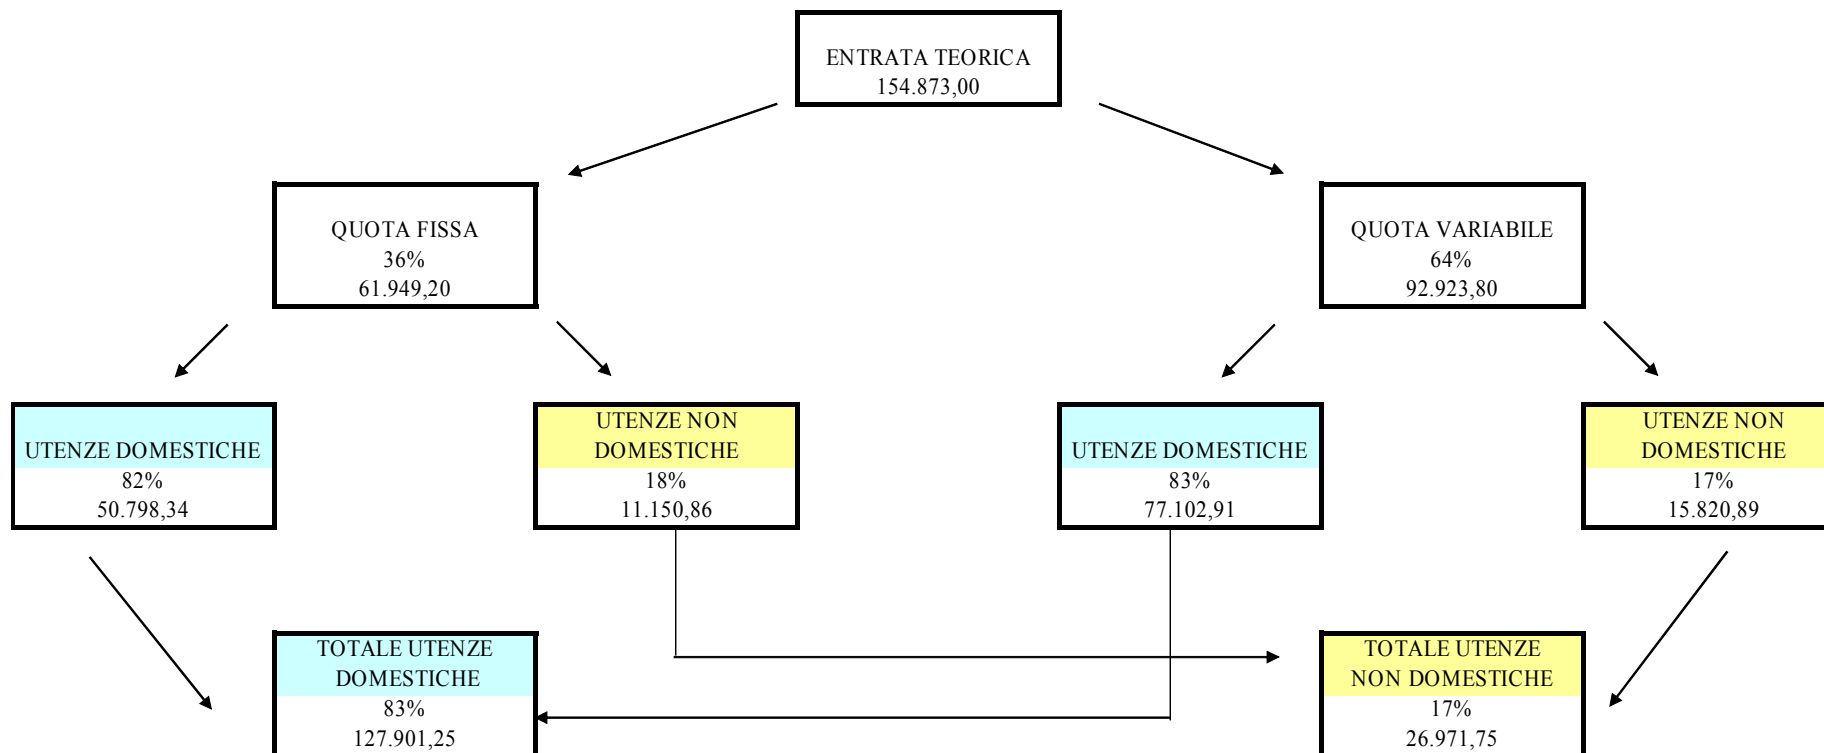 ENTRATA TEORICA
154.873,00
QUOTA FISSA
36%
61.949,20
QUOTA VARIABILE
64%
92.923,80
UTENZE DOMESTICHE
82%
50.798,34
UTENZE NON
DOMESTICHE
18%
11.150,86
UTENZE DOMESTICHE
83%
77.102,91
UTENZE NON
DOMESTICHE
17%
15.820,89
TOTALE UTENZE
DOMESTICHE
83%
127.901,25
TOTALE UTENZE
NON DOMESTICHE
17%
26.971,75